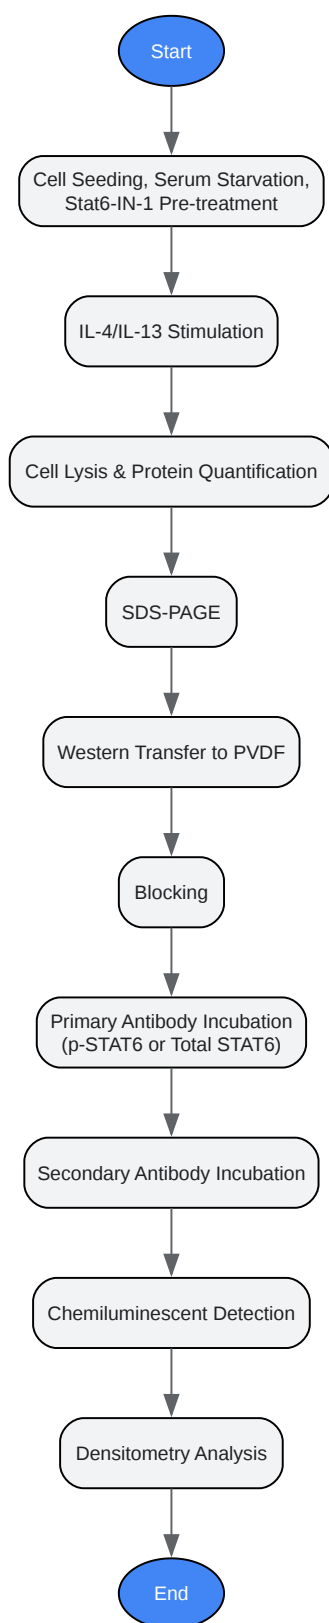 Start
Cell Seeding, Serum Starvation,
Stat6-IN-1 Pre-treatment
IL-4/IL-13 Stimulation
Cell Lysis & Protein Quantification
SDS-PAGE
Western Transfer to PVDF
Blocking
Primary Antibody Incubation
(p-STAT6 or Total STAT6)
Secondary Antibody Incubation
Chemiluminescent Detection
Densitometry Analysis
End